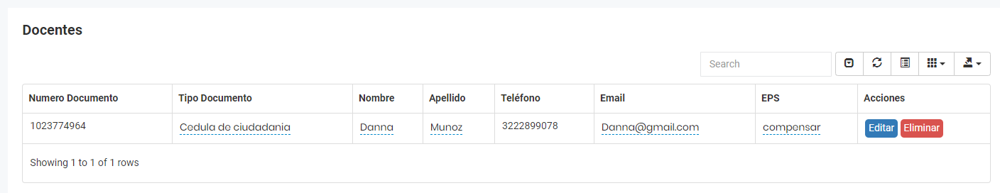 Docentes
Search
Numero Documento Tipo Documento Nombre Apellido Teléfono Email EPS Acciones
1023774964 Cedula de ciudadania Danna Munoz 3222899078 Danna@gmail.com compensar Editar Eliminar
Showing 1 to 1 of 1 rows